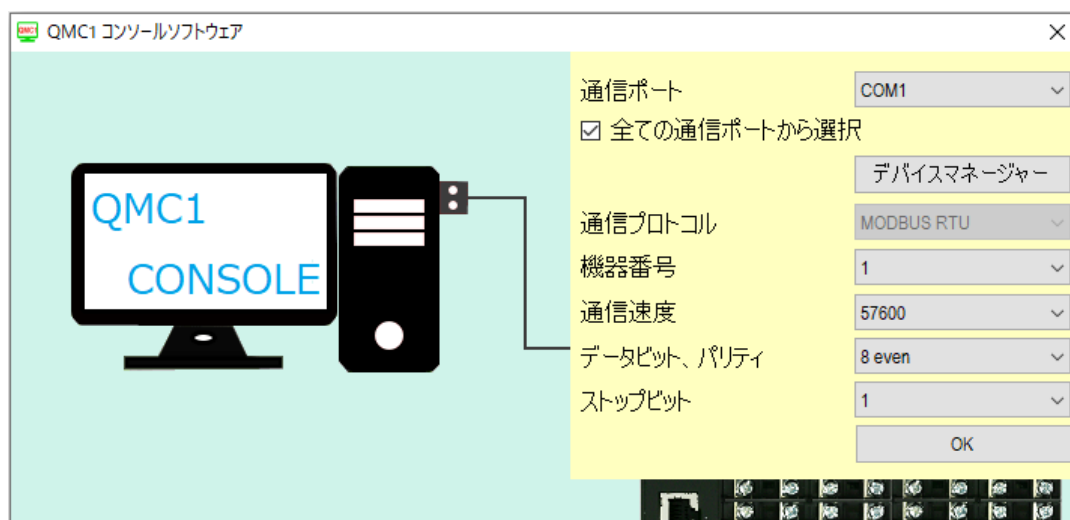 QMC1 コンソールソフトウェア
通信ポート COM1
全ての通信ポートから選択
デバイスマネージャー
通信プロトコル MODBUS RTU
機器番号 1
通信速度 57600
データビット、パリティ 8 even
ストップビット 1
OK
QMC1
CONSOLE